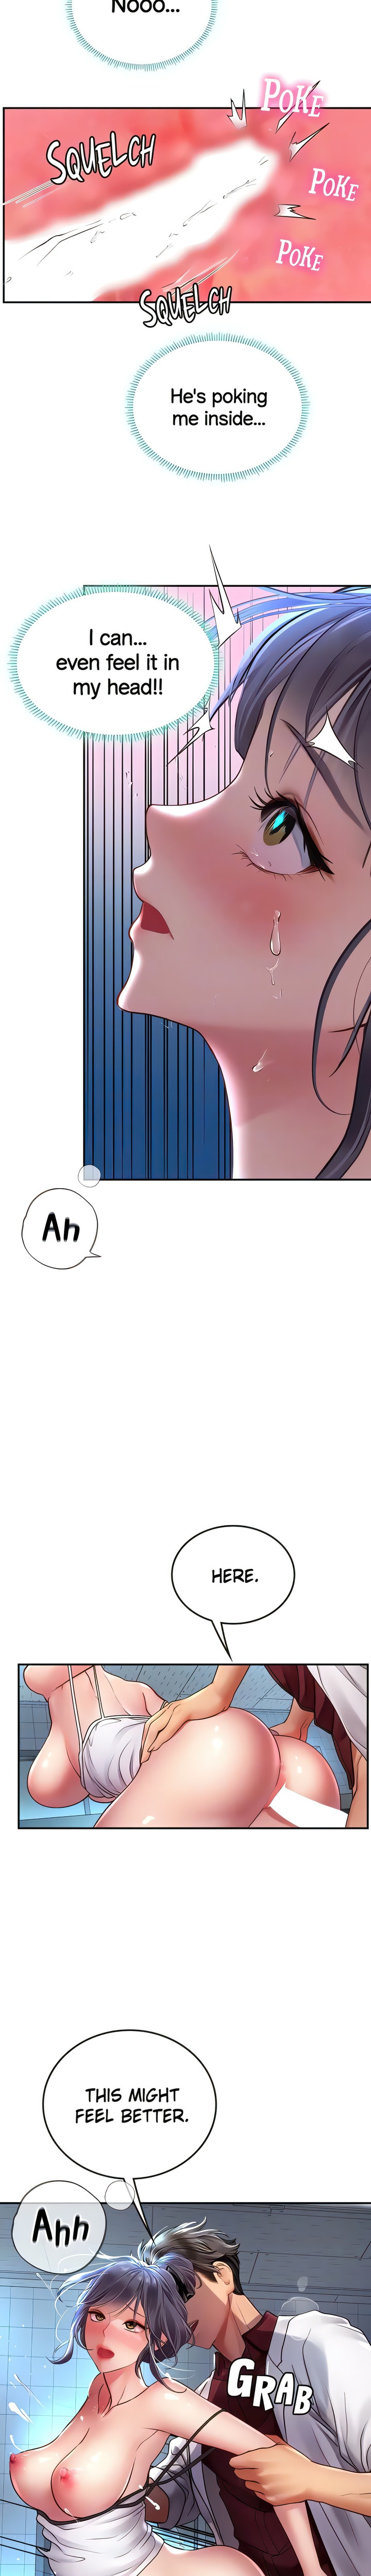 Nooo...
POKE
SQUELCH
POKE
POKE
SQUELCH
He's poking
me inside...
I can...
even feel it in
my head!!
Ah
HERE.
THIS MIGHT
FEEL BETTER.
Ahh
GRAB